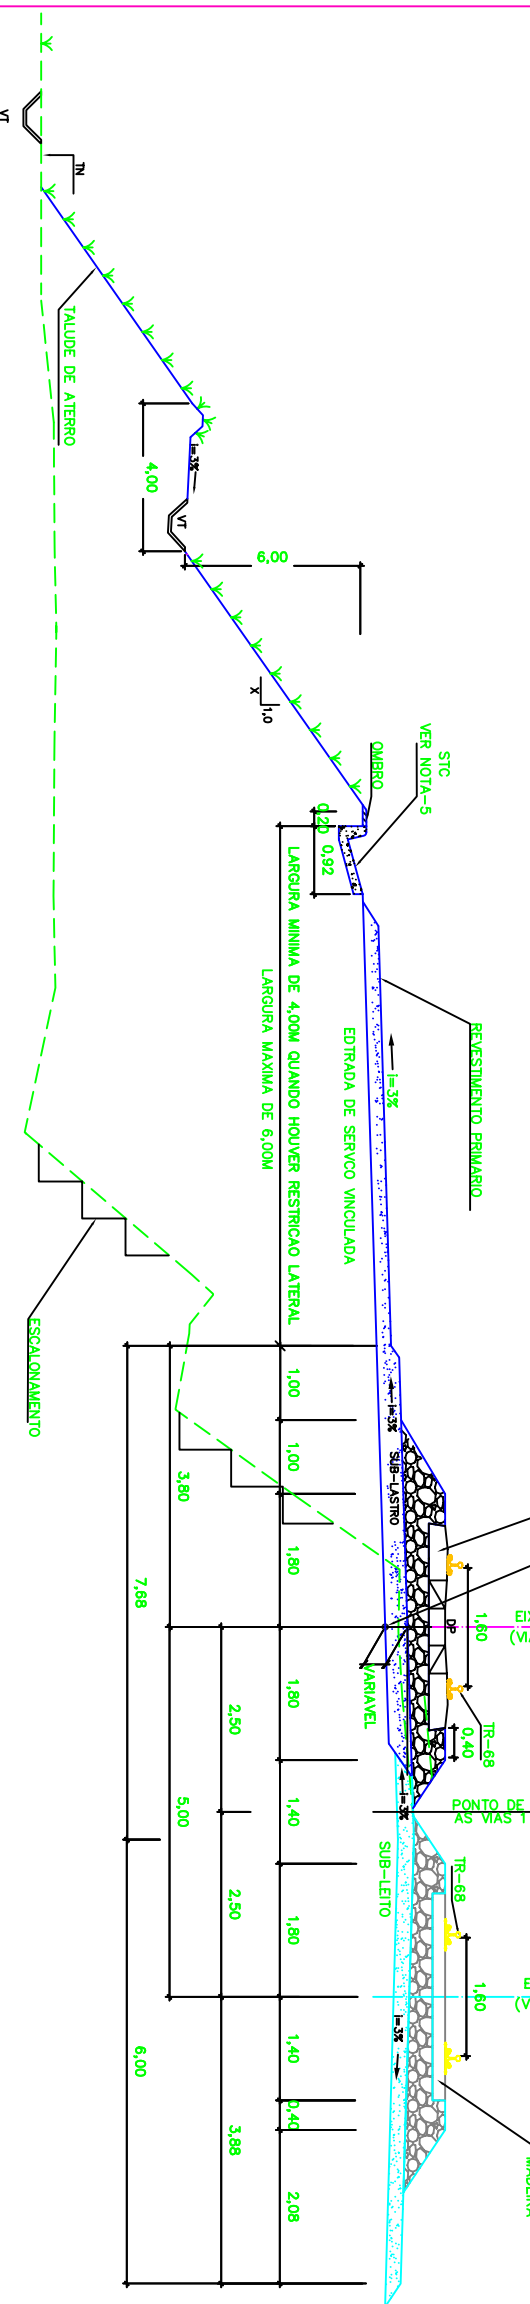 VT
TN
TALUDE DE ATERRO
i=3%
4,00
VT
6,00
X
1,0
STC
VER NOTA-5
OMBRO
0,20
0,92
LARGURA MINIMA DE 4,00M QUANDO HOUVER RESTRICAO LATERAL
LARGURA MAXIMA DE 6,00M
REVESTIMENTO PRIMARIO
i=3%
EDTRADA DE SERVCO VINCULADA
ESCALONAMENTO
1,00
1,00
1,80
1,80
1,40
1,80
1,40
0,40
2,08
3,80
7,68
2,50
5,00
2,50
3,88
6,00
i=3%
SUB-LASTRO
DP
1,60
VARIAVEL
TR-68
0,40
i=3%
PONTO DE
AS VIAS 1
SUB-LEITO
TR-68
1,60
i=3%